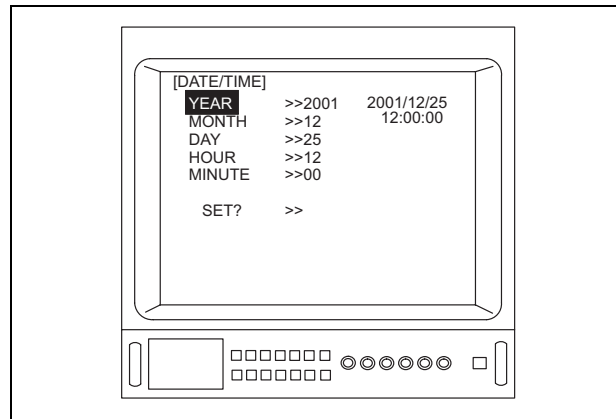 [DATE/TIME]
YEAR >>2001 2001/12/25
MONTH >>12 12:00:00
DAY >>25
HOUR >>12
MINUTE >>00
SET? >>